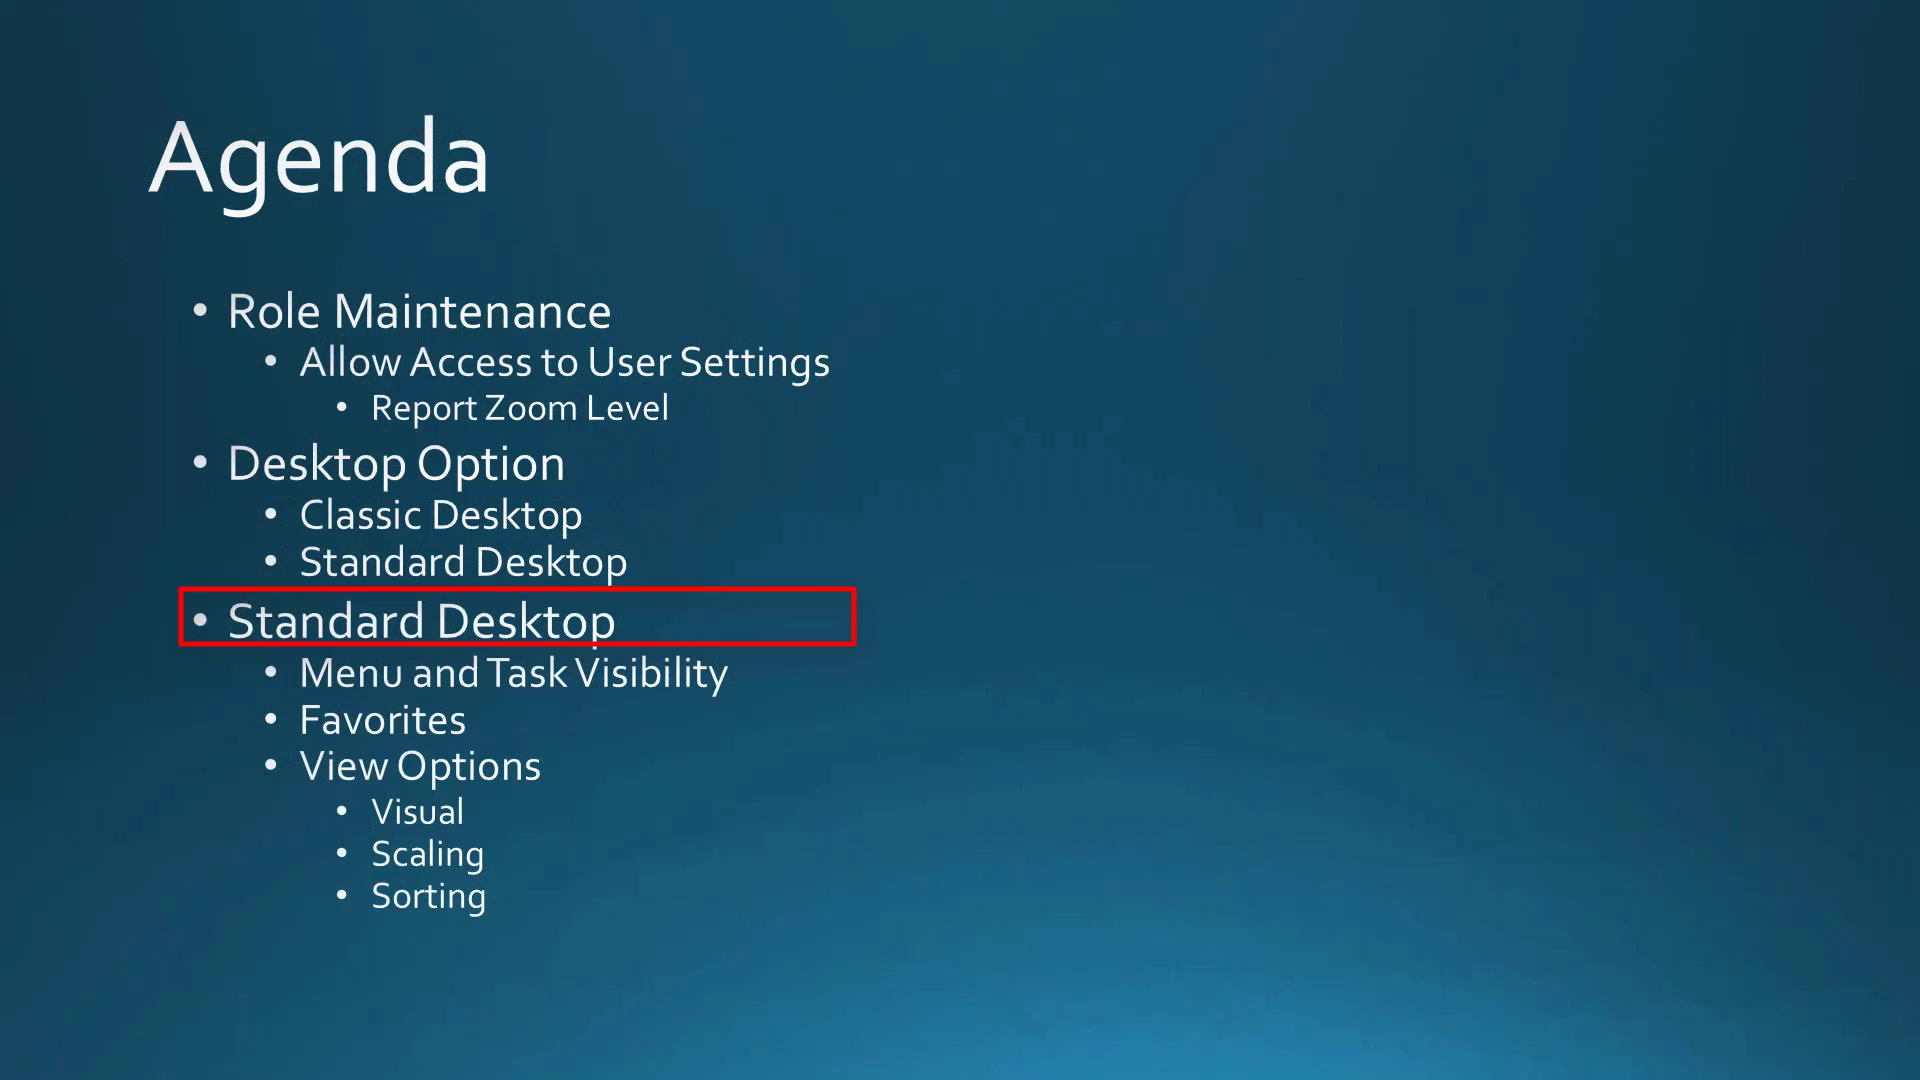 Agenda
• Role Maintenance
• Allow Access to User Settings
• Report Zoom Level
• Desktop Option
• Classic Desktop
• Standard Desktop
• Standard Desktop
• Menu and Task Visibility
• Favorites
• View Options
• Visual
• Scaling
• Sorting